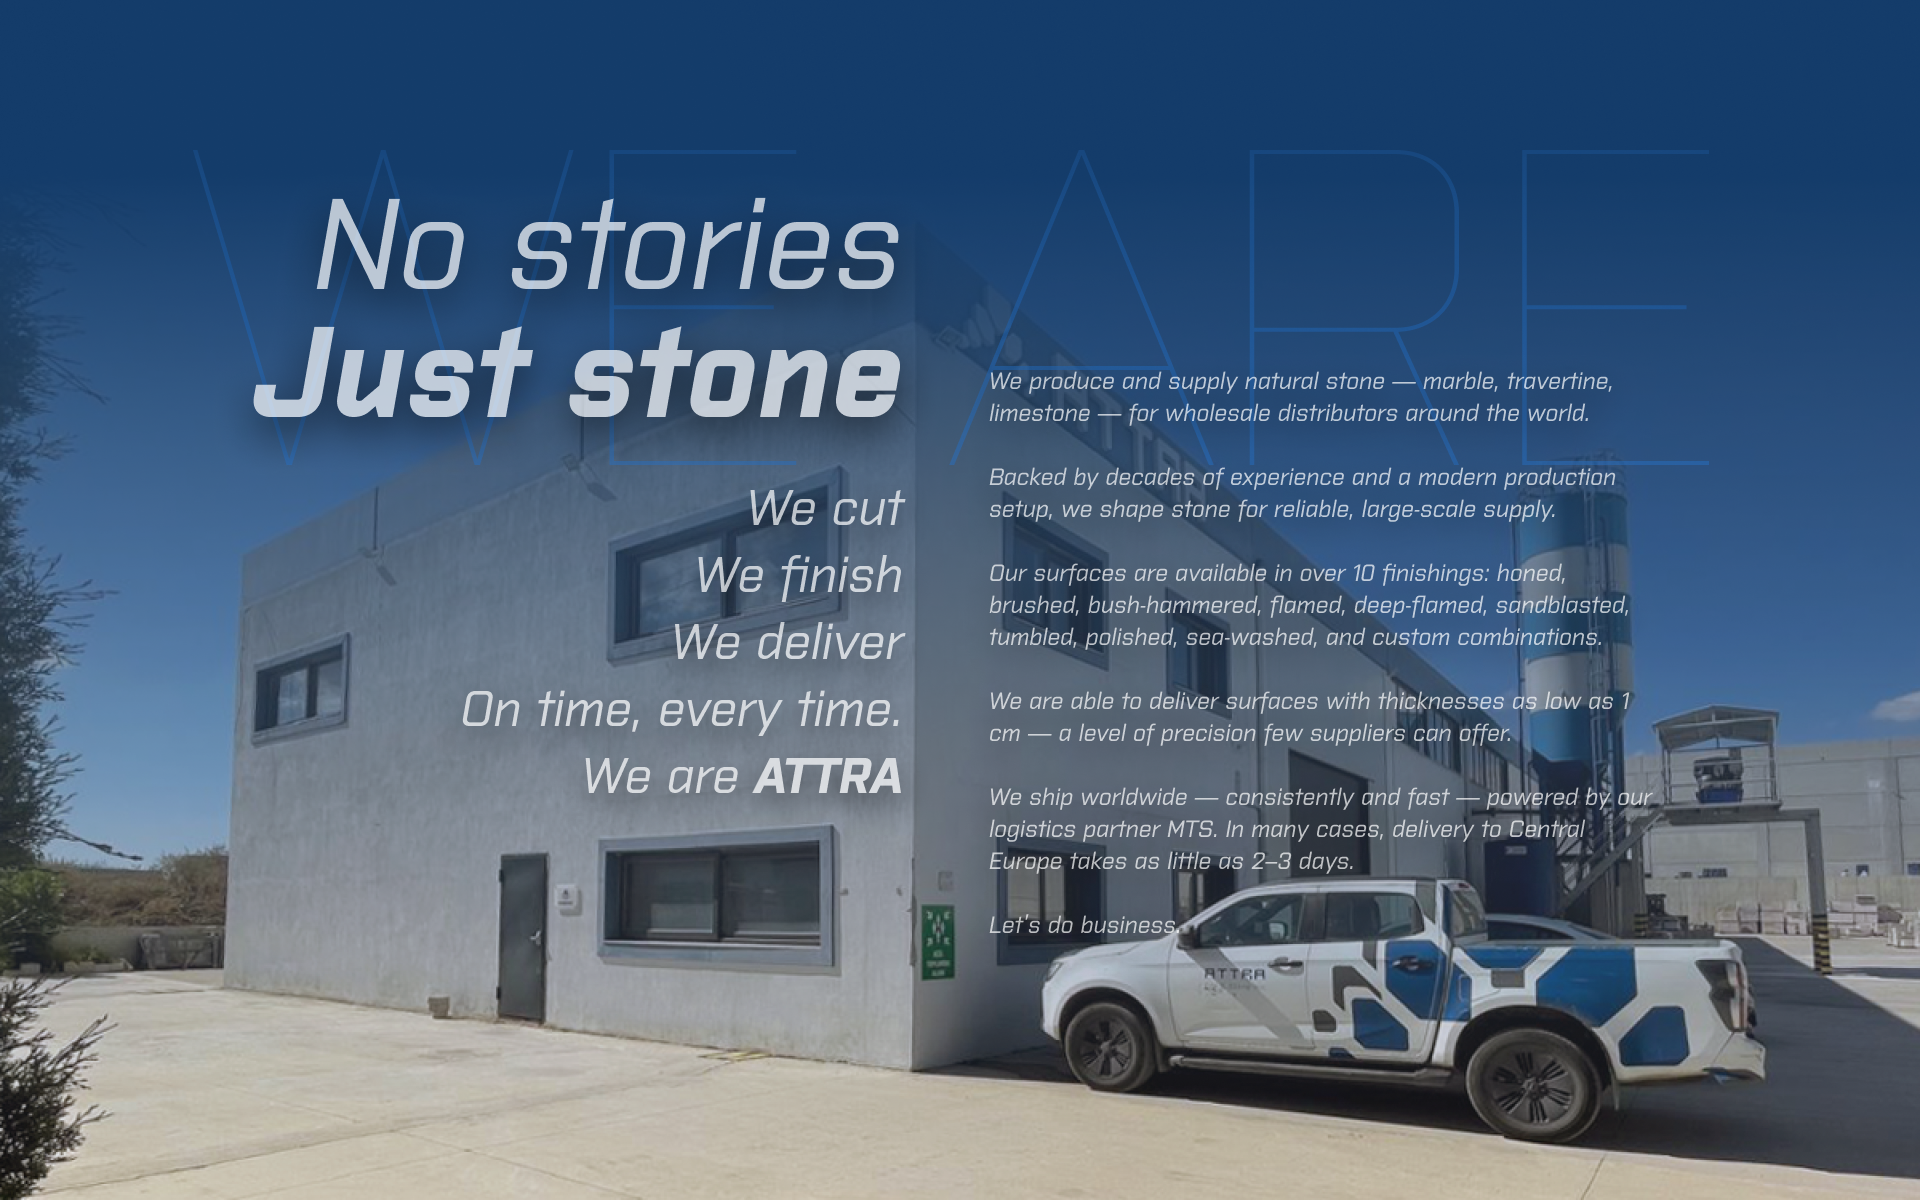 WE ARE
No stories
Just stone
We cut
We finish
We deliver
On time, every time.
We are ATTRA
We produce and supply natural stone — marble, travertine,
limestone — for wholesale distributors around the world.
Backed by decades of experience and a modern production
setup, we shape stone for reliable, large-scale supply.
Our surfaces are available in over 10 finishings: honed,
brushed, bush-hammered, flamed, deep-flamed, sandblasted,
tumbled, polished, sea-washed, and custom combinations.
We are able to deliver surfaces with thicknesses as low as 1
cm — a level of precision few suppliers can offer.
We ship worldwide — consistently and fast — powered by our
logistics partner MTS. In many cases, delivery to Central
Europe takes as little as 2–3 days.
Let's do business.
ATTRA
ATTRA